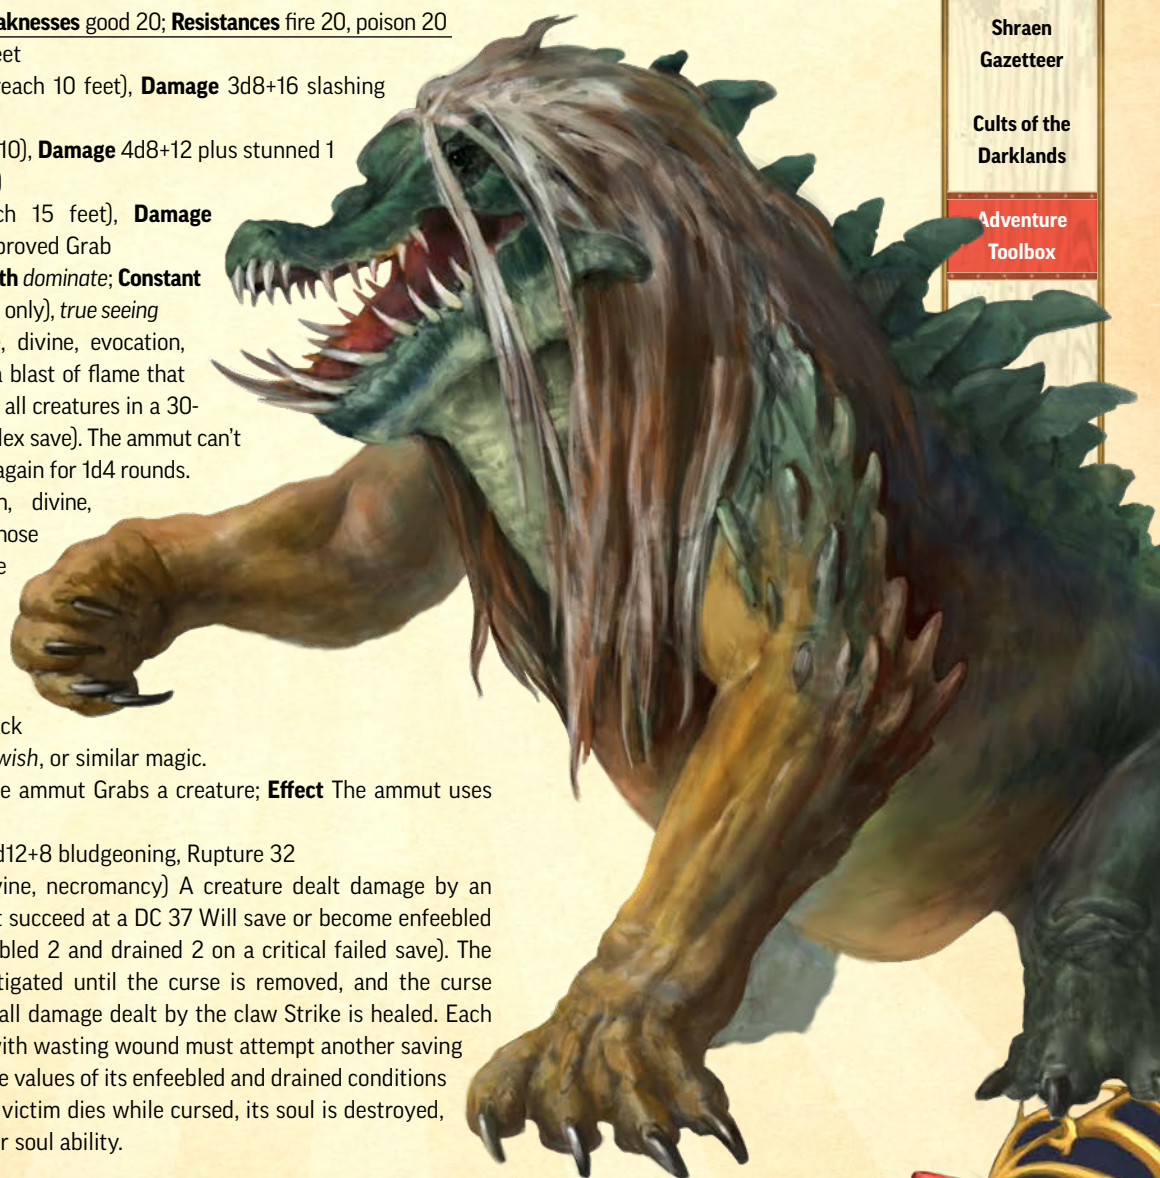 aknesses good 20; Resistances fire 20, poison 20
eet
each 10 feet), Damage 3d8+16 slashing
10), Damage 4d8+12 plus stunned 1
)
ch 15 feet), Damage
proved Grab
th dominate; Constant
only), true seeing
, divine, evocation,
a blast of flame that
all creatures in a 30-
lex save). The ammut can't
again for 1d4 rounds.
n, divine,
hose
e
ck
wish, or similar magic.
e ammut Grabs a creature; Effect The ammut uses
d12+8 bludgeoning, Rupture 32
vine, necromancy) A creature dealt damage by an
t succeed at a DC 37 Will save or become enfeebled
bled 2 and drained 2 on a critical failed save). The
tigated until the curse is removed, and the curse
all damage dealt by the claw Strike is healed. Each
with wasting wound must attempt another saving
e values of its enfeebled and drained conditions
victim dies while cursed, its soul is destroyed,
r soul ability.
Shraen
Gazetteer
Cults of the
Darklands
Adventure
Toolbox